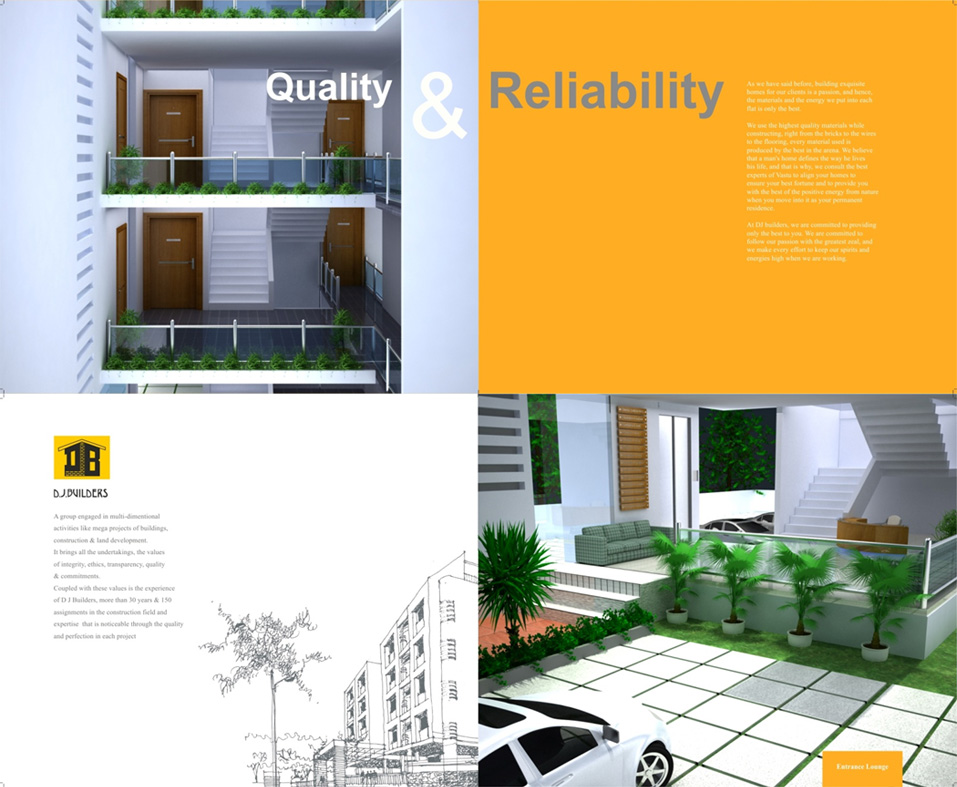 Quality & Reliability
As we have said before, building exquisite
homes for our clients is a passion, and hence,
the materials and the energy we put into each
flat is only the best.
We use the highest quality materials while
constructing, right from the bricks to the wires
to the flooring, every material used is
produced by the best in the arena. We believe
that a man's home defines the way he lives
his life, and that is why, we consult the best
experts of Vastu to align your homes to
ensure your best fortune and to provide you
with the best of the positive energy from nature
when you move into it as your permanent
residence.
At DJ builders, we are committed to providing
only the best to you. We are committed to
follow our passion with the greatest zeal, and
we make every effort to keep our spirits and
energies high when we are working.
DB
D.J.BUILDERS
A group engaged in multi-dimentional
activities like mega projects of buildings,
construction & land development.
It brings all the undertakings, the values
of integrity, ethics, transparency, quality
& commitments.
Coupled with these values is the experience
of D J Builders, more than 30 years & 150
assignments in the construction field and
expertise that is noticeable through the quality
and perfection in each project
Entrance Lounge